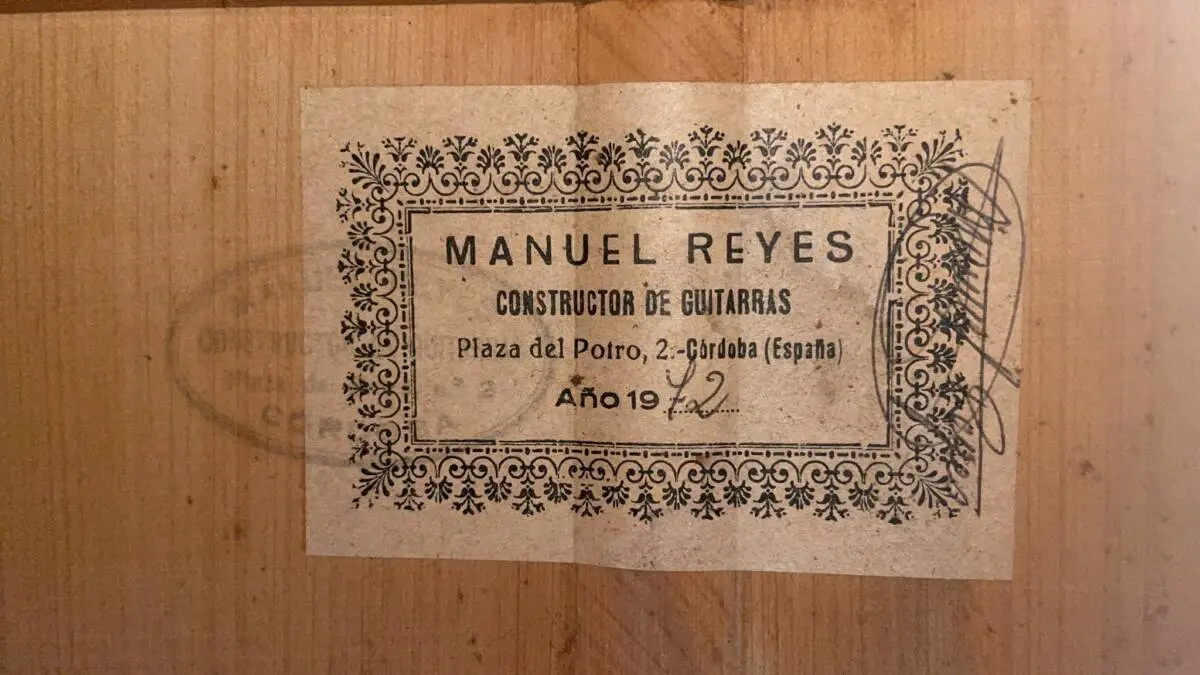 MANUEL REYES
CONSTRUCTOR DE GUITARRAS
Plaza del Potro, 2.-Córdoba (España)
Año 1972